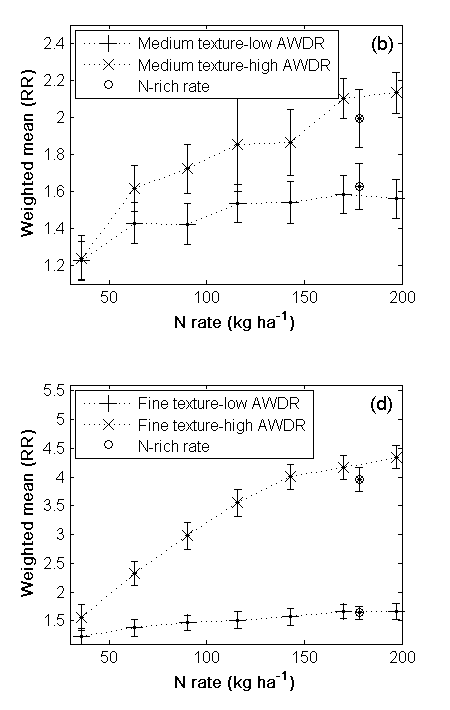 (b)
Medium texture-low AWDR
Medium texture-high AWDR
N-rich rate
2.4
2.2
2
1.8
1.6
1.4
1.2
Weighted mean (RR)
50 100 150 200
N rate (kg ha⁻¹)
(d)
Fine texture-low AWDR
Fine texture-high AWDR
N-rich rate
5.5
5
4.5
4
3.5
3
2.5
2
1.5
Weighted mean (RR)
50 100 150 200
N rate (kg ha⁻¹)